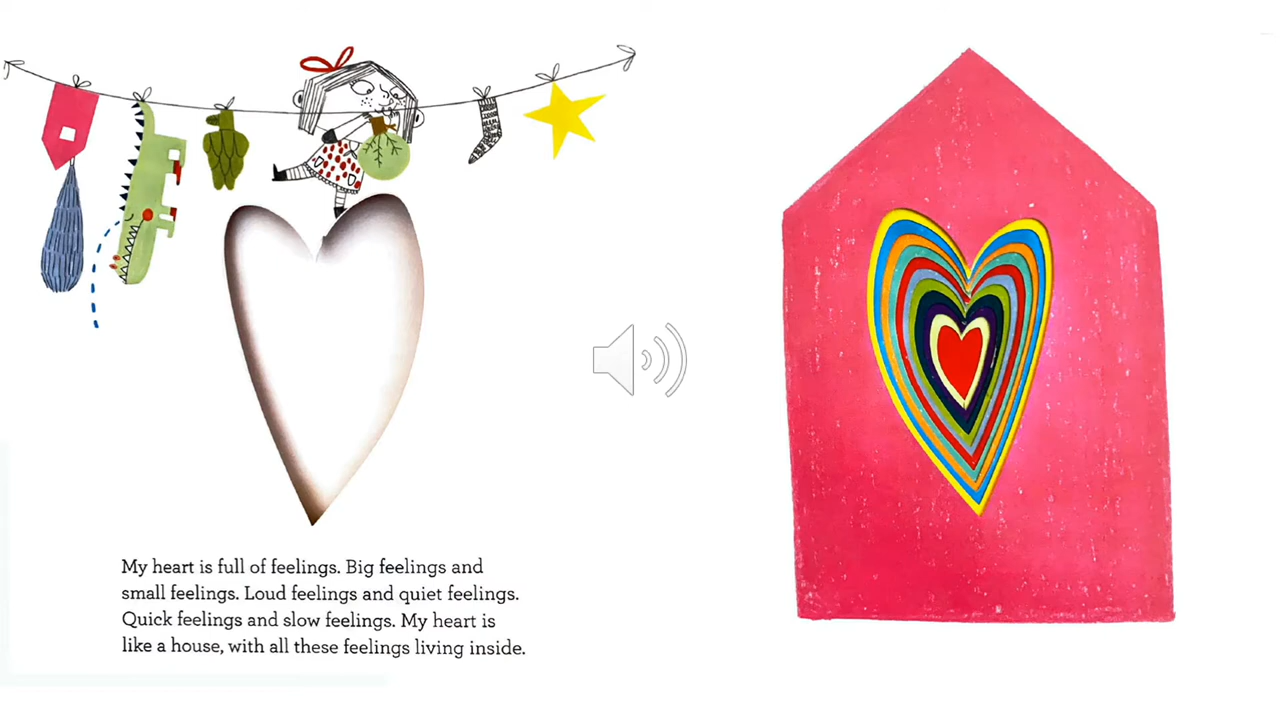 My heart is full of feelings. Big feelings and
small feelings. Loud feelings and quiet feelings.
Quick feelings and slow feelings. My heart is
like a house, with all these feelings living inside.